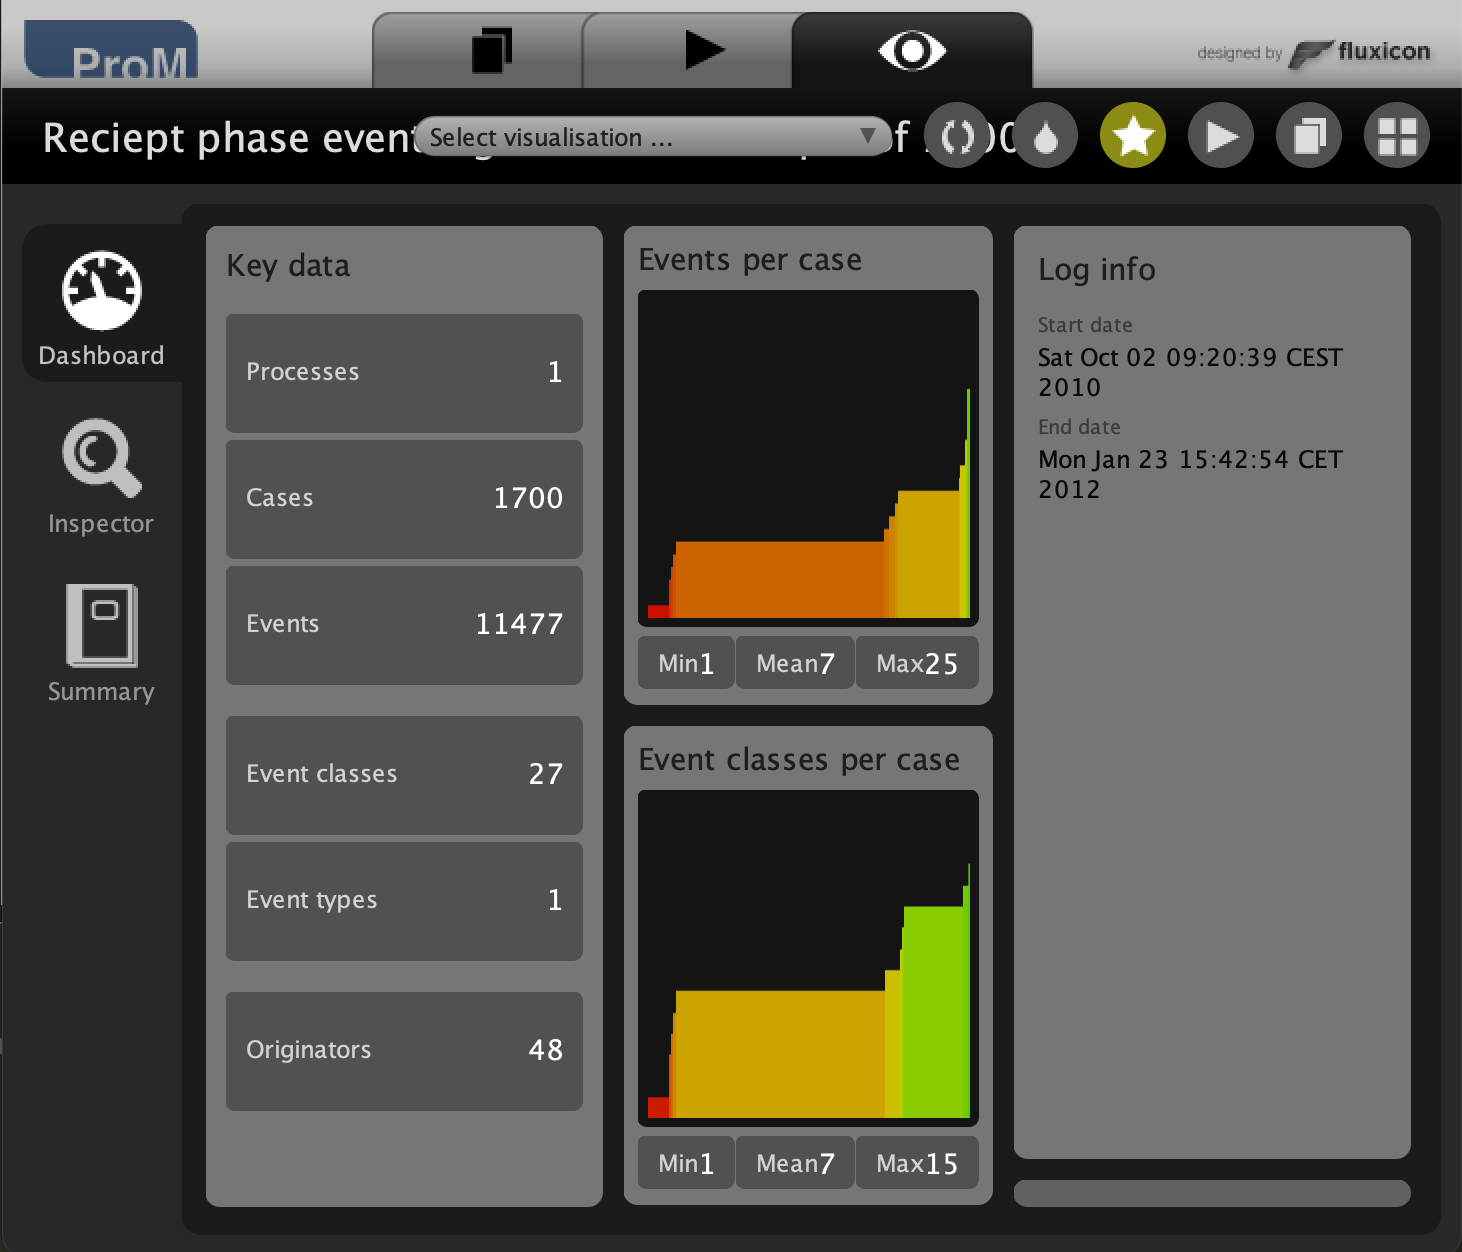 ProM
designed by fluxicon
Reciept phase event
Select visualisation ...
Dashboard
Inspector
Summary
Key data
Processes 1
Cases 1700
Events 11477
Event classes 27
Event types 1
Originators 48
Events per case
Min1 Mean7 Max25
Event classes per case
Min1 Mean7 Max15
Log info
Start date
Sat Oct 02 09:20:39 CEST
2010
End date
Mon Jan 23 15:42:54 CET
2012